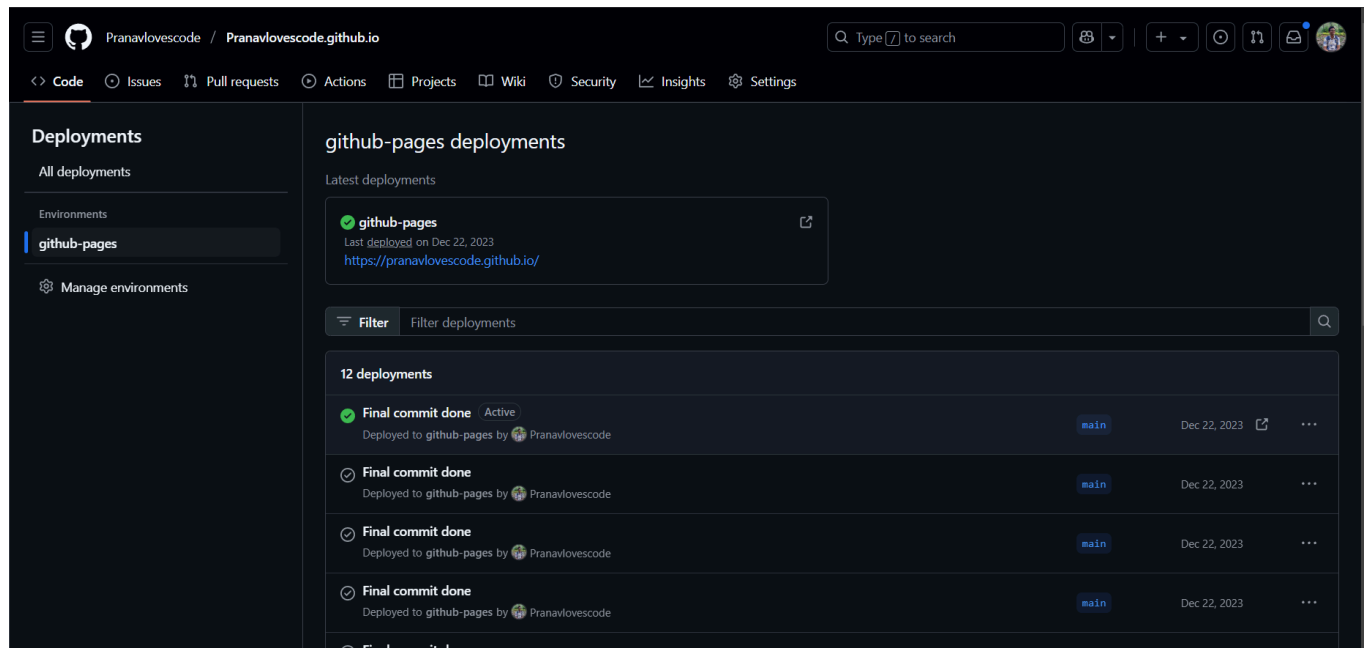 Pranavlovescode / Pranavlovescode.github.io
Type / to search
Code Issues Pull requests Actions Projects Wiki Security Insights Settings
Deployments
All deployments
Environments
github-pages
Manage environments
github-pages deployments
Latest deployments
github-pages
Last deployed on Dec 22, 2023
https://pranavlovescode.github.io/
Filter Filter deployments
12 deployments
Final commit done Active
Deployed to github-pages by Pranavlovescode
main Dec 22, 2023
Final commit done
Deployed to github-pages by Pranavlovescode
main Dec 22, 2023
Final commit done
Deployed to github-pages by Pranavlovescode
main Dec 22, 2023
Final commit done
Deployed to github-pages by Pranavlovescode
main Dec 22, 2023